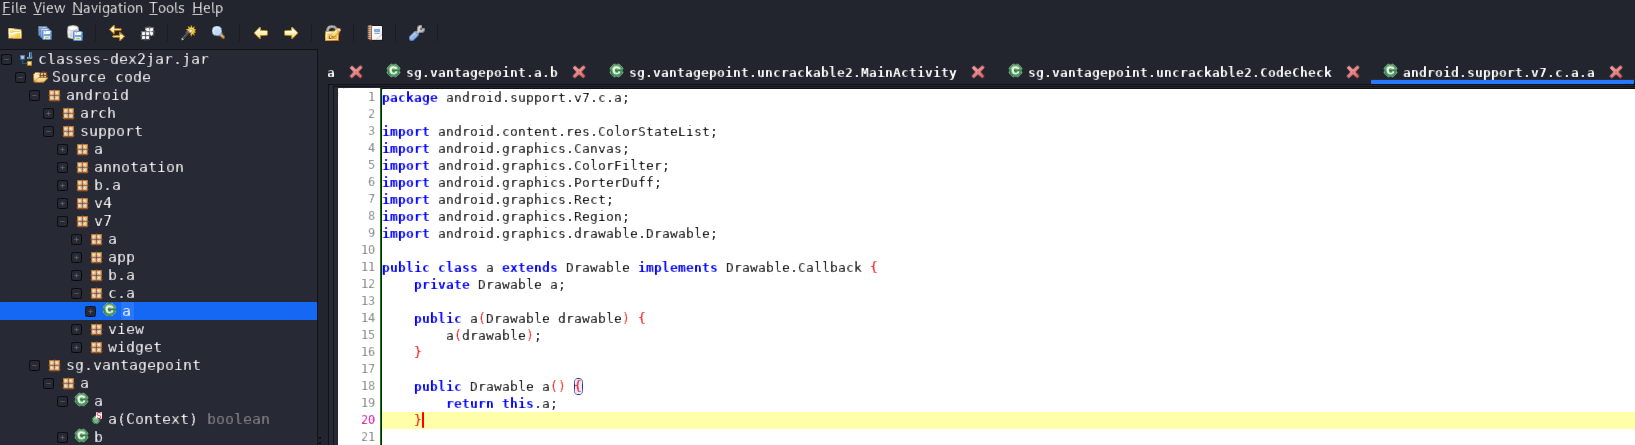 File View Navigation Tools Help
classes-dex2jar.jar
Source code
android
arch
support
a
annotation
b.a
v4
v7
a
app
b.a
c.a
a
view
widget
sg.vantagepoint
a
a
a(Context) boolean
b
a sg.vantagepoint.a.b sg.vantagepoint.uncrackable2.MainActivity sg.vantagepoint.uncrackable2.CodeCheck android.support.v7.c.a.a
1 package android.support.v7.c.a;
2
3 import android.content.res.ColorStateList;
4 import android.graphics.Canvas;
5 import android.graphics.ColorFilter;
6 import android.graphics.PorterDuff;
7 import android.graphics.Rect;
8 import android.graphics.Region;
9 import android.graphics.drawable.Drawable;
10
11 public class a extends Drawable implements Drawable.Callback {
12     private Drawable a;
13
14     public a(Drawable drawable) {
15         a(drawable);
16     }
17
18     public Drawable a() {
19         return this.a;
20     }
21